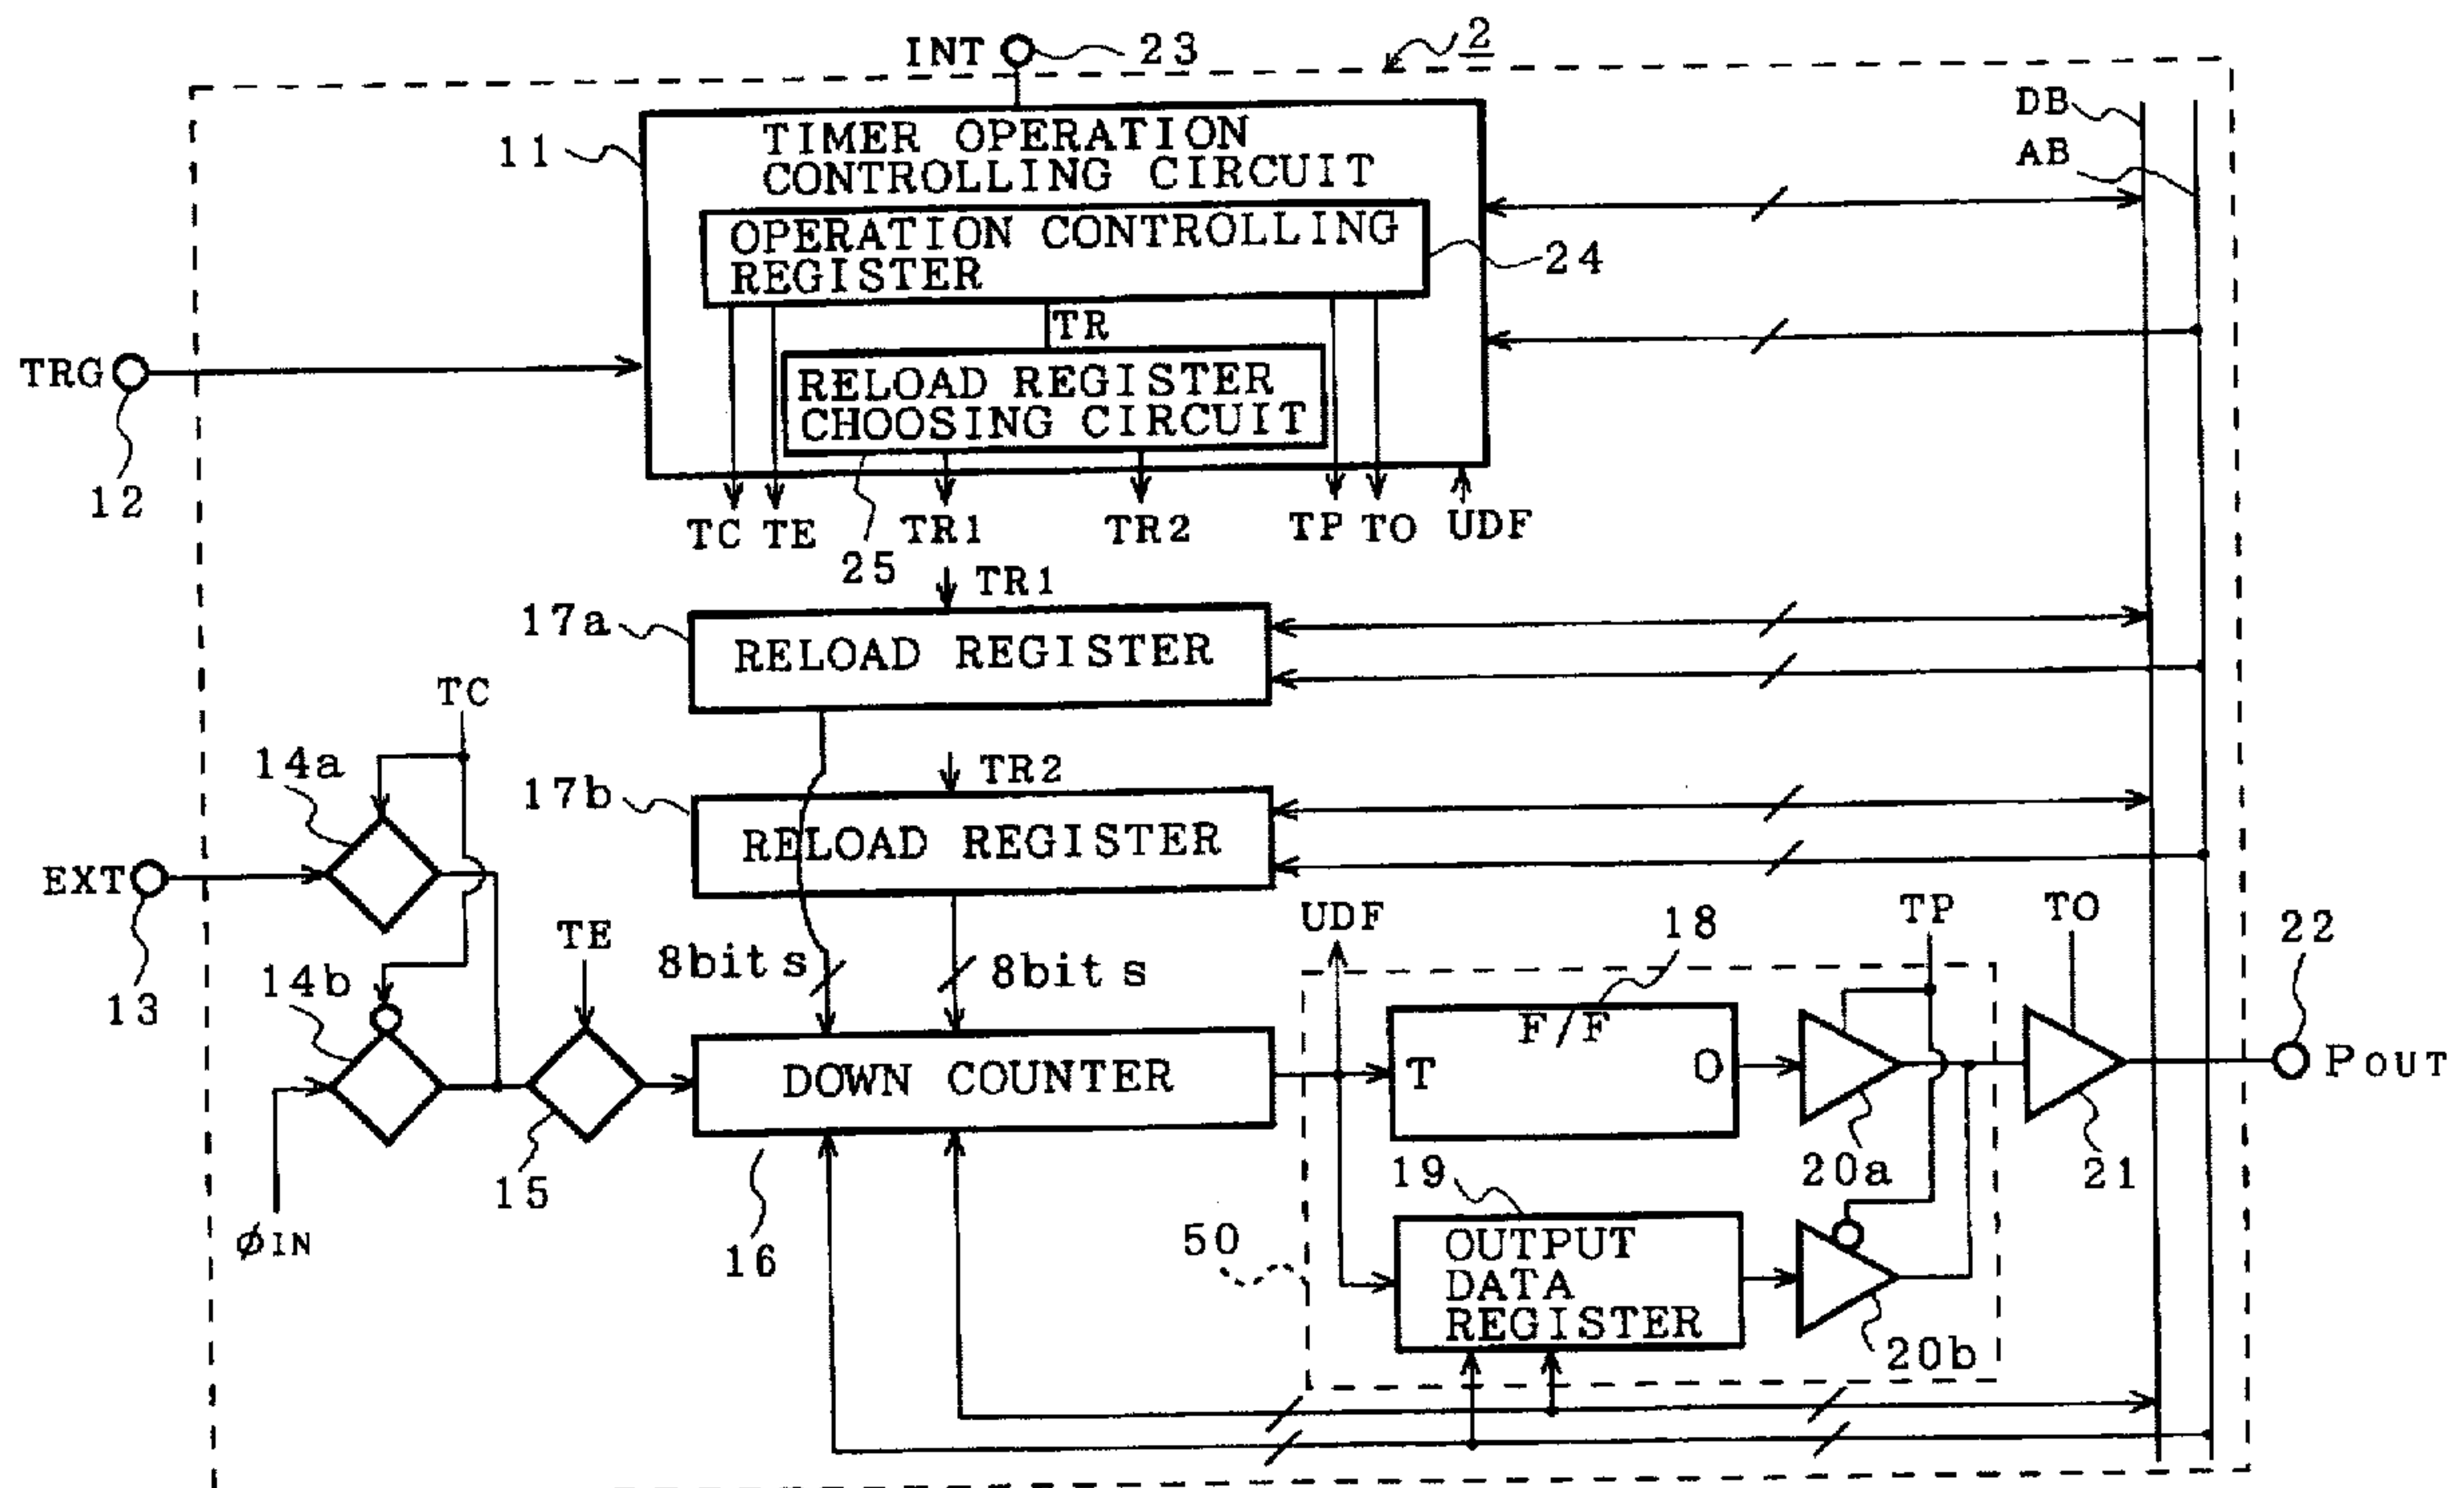 INT
23
2
DB
AB
11
TIMER OPERATION
CONTROLLING CIRCUIT
OPERATION CONTROLLING
REGISTER
24
TR
TRG
RELOAD REGISTER
CHOOSING CIRCUIT
12
TC TE TR1 TR2 TP TO UDF
25
TR1
17a
RELOAD REGISTER
TC
14a
TR2
17b
RELOAD REGISTER
EXT
13
TE
8bits
8bits
UDF
18
TP
TO
22
14b
F/F
T
O
DOWN COUNTER
POUT
15
16
φIN
20a
21
19
50
OUTPUT
DATA
REGISTER
20b